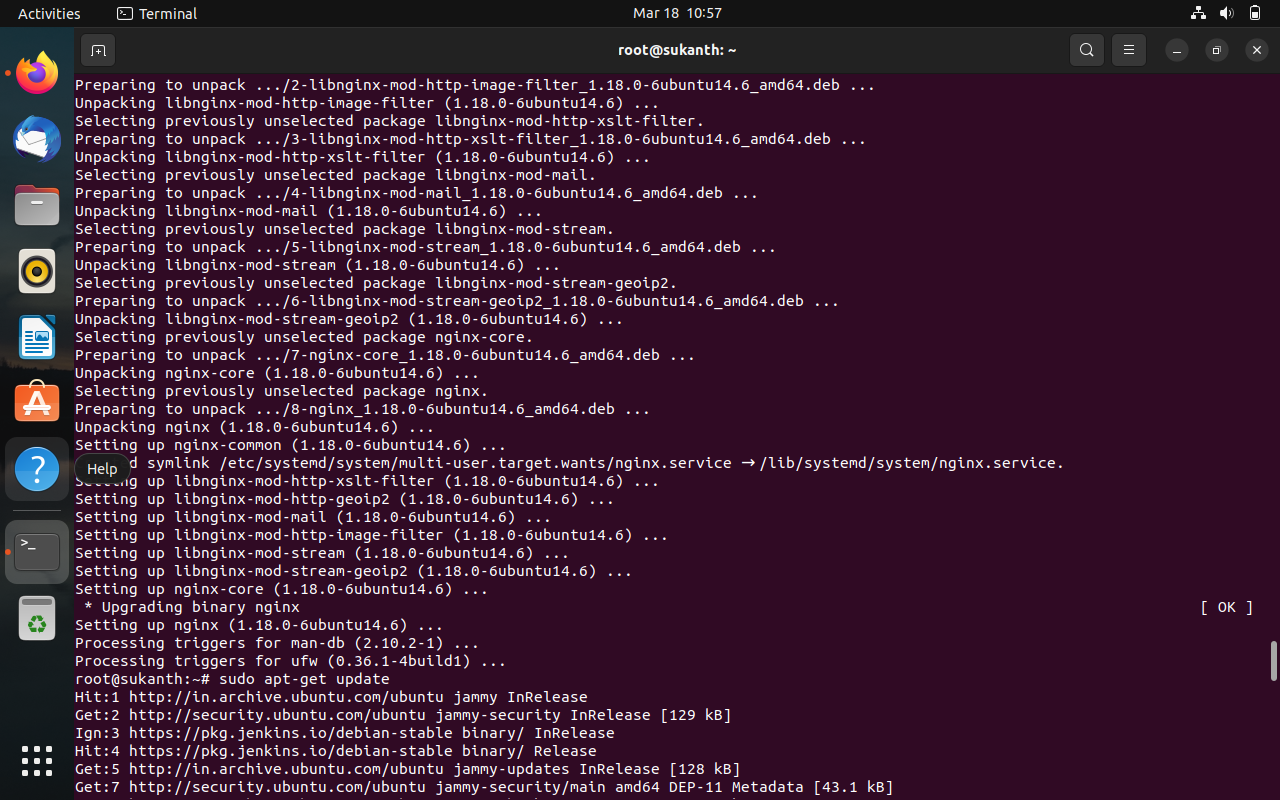 Activities Terminal Mar 18 10:57
root@sukanth: ~
Preparing to unpack .../2-libnginx-mod-http-image-filter_1.18.0-6ubuntu14.6_amd64.deb ...
Unpacking libnginx-mod-http-image-filter (1.18.0-6ubuntu14.6) ...
Selecting previously unselected package libnginx-mod-http-xslt-filter.
Preparing to unpack .../3-libnginx-mod-http-xslt-filter_1.18.0-6ubuntu14.6_amd64.deb ...
Unpacking libnginx-mod-http-xslt-filter (1.18.0-6ubuntu14.6) ...
Selecting previously unselected package libnginx-mod-mail.
Preparing to unpack .../4-libnginx-mod-mail_1.18.0-6ubuntu14.6_amd64.deb ...
Unpacking libnginx-mod-mail (1.18.0-6ubuntu14.6) ...
Selecting previously unselected package libnginx-mod-stream.
Preparing to unpack .../5-libnginx-mod-stream_1.18.0-6ubuntu14.6_amd64.deb ...
Unpacking libnginx-mod-stream (1.18.0-6ubuntu14.6) ...
Selecting previously unselected package libnginx-mod-stream-geoip2.
Preparing to unpack .../6-libnginx-mod-stream-geoip2_1.18.0-6ubuntu14.6_amd64.deb ...
Unpacking libnginx-mod-stream-geoip2 (1.18.0-6ubuntu14.6) ...
Selecting previously unselected package nginx-core.
Preparing to unpack .../7-nginx-core_1.18.0-6ubuntu14.6_amd64.deb ...
Unpacking nginx-core (1.18.0-6ubuntu14.6) ...
Selecting previously unselected package nginx.
Preparing to unpack .../8-nginx_1.18.0-6ubuntu14.6_amd64.deb ...
Unpacking nginx (1.18.0-6ubuntu14.6) ...
Setting up nginx-common (1.18.0-6ubuntu14.6) ...
Help
d symlink /etc/systemd/system/multi-user.target.wants/nginx.service → /lib/systemd/system/nginx.service.
Setting up libnginx-mod-http-xslt-filter (1.18.0-6ubuntu14.6) ...
Setting up libnginx-mod-http-geoip2 (1.18.0-6ubuntu14.6) ...
Setting up libnginx-mod-mail (1.18.0-6ubuntu14.6) ...
Setting up libnginx-mod-http-image-filter (1.18.0-6ubuntu14.6) ...
Setting up libnginx-mod-stream (1.18.0-6ubuntu14.6) ...
Setting up libnginx-mod-stream-geoip2 (1.18.0-6ubuntu14.6) ...
Setting up nginx-core (1.18.0-6ubuntu14.6) ...
 * Upgrading binary nginx [ OK ]
Setting up nginx (1.18.0-6ubuntu14.6) ...
Processing triggers for man-db (2.10.2-1) ...
Processing triggers for ufw (0.36.1-4build1) ...
root@sukanth:~# sudo apt-get update
Hit:1 http://in.archive.ubuntu.com/ubuntu jammy InRelease
Get:2 http://security.ubuntu.com/ubuntu jammy-security InRelease [129 kB]
Ign:3 https://pkg.jenkins.io/debian-stable binary/ InRelease
Hit:4 https://pkg.jenkins.io/debian-stable binary/ Release
Get:5 http://in.archive.ubuntu.com/ubuntu jammy-updates InRelease [128 kB]
Get:7 http://security.ubuntu.com/ubuntu jammy-security/main amd64 DEP-11 Metadata [43.1 kB]